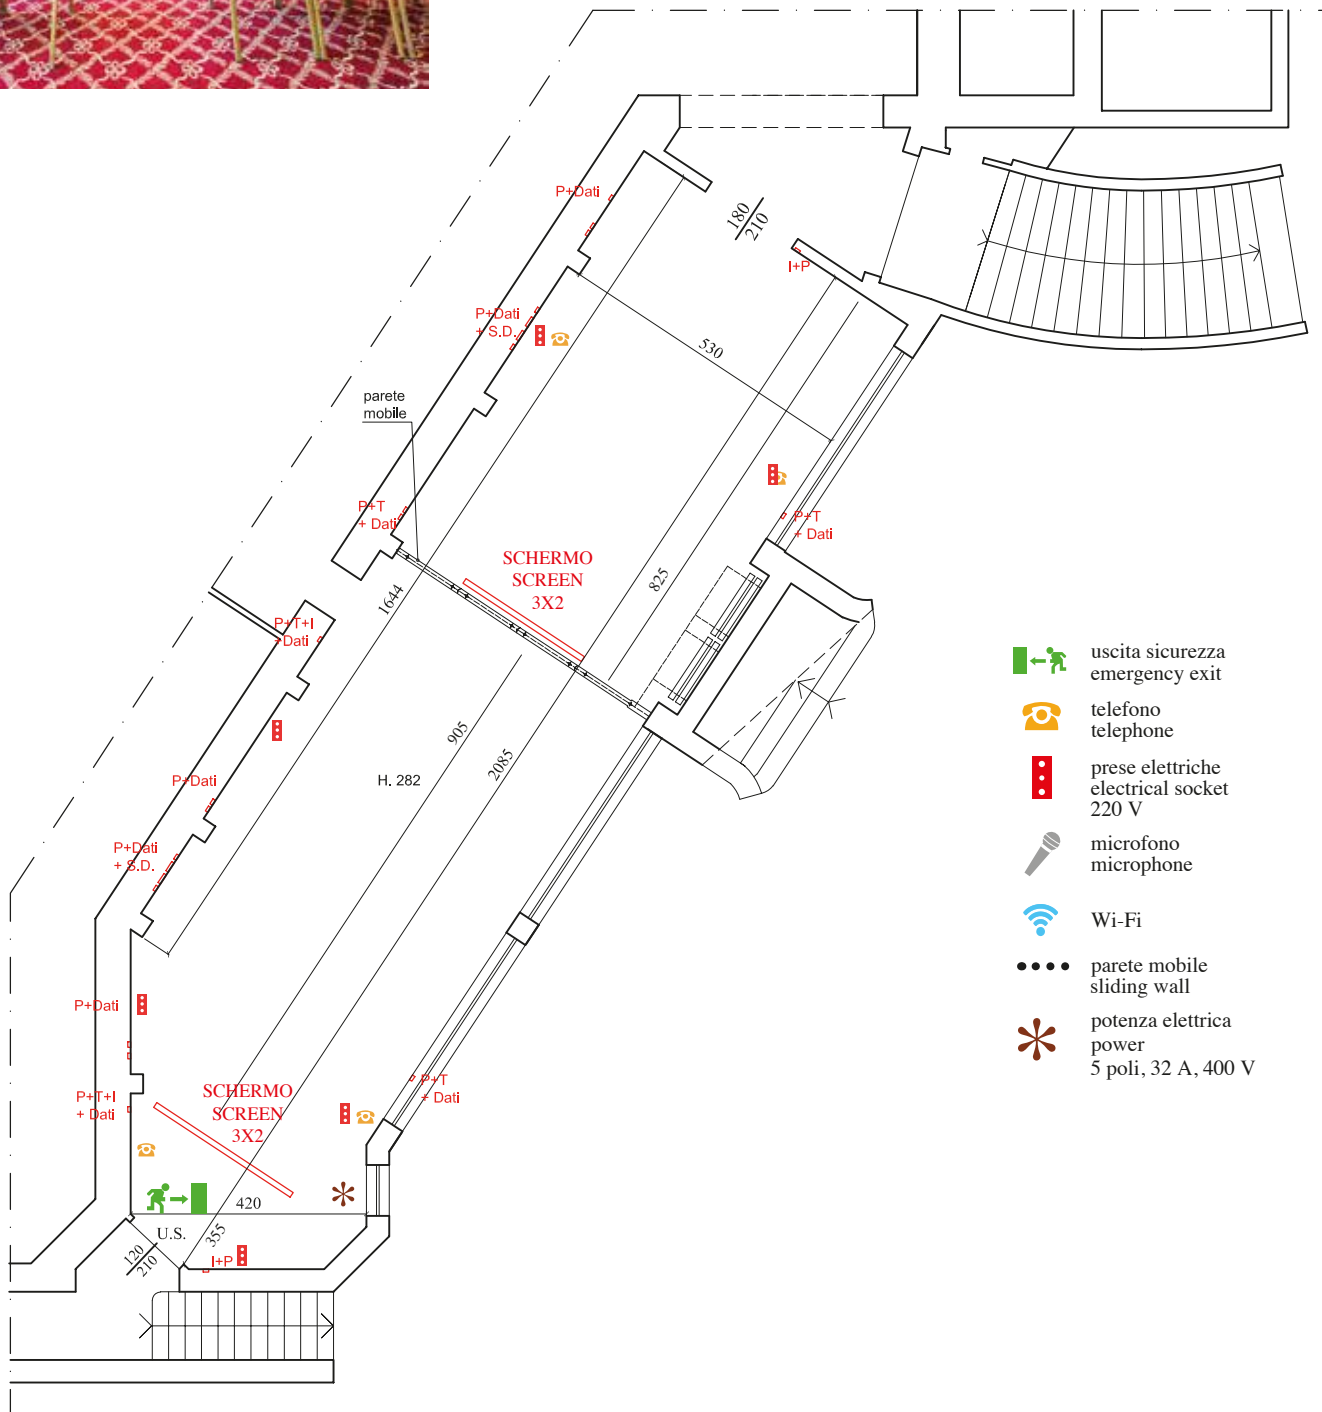 P+Dati
180
210
I+P
P+Dati
+ S.D.
530
parete
mobile
P+T
+ Dati
P+T
+ Dati
SCHERMO
SCREEN
3X2
825
1644
P+T+I
+Dati
905
2085
H. 282
P+Dati
P+Dati
+ S.D.
P+Dati
P+T+I
+ Dati
SCHERMO
SCREEN
3X2
P+T
+ Dati
420
U.S.
355
120
210
I+P
uscita sicurezza
emergency exit
telefono
telephone
prese elettriche
electrical socket
220 V
microfono
microphone
Wi-Fi
parete mobile
sliding wall
potenza elettrica
power
5 poli, 32 A, 400 V